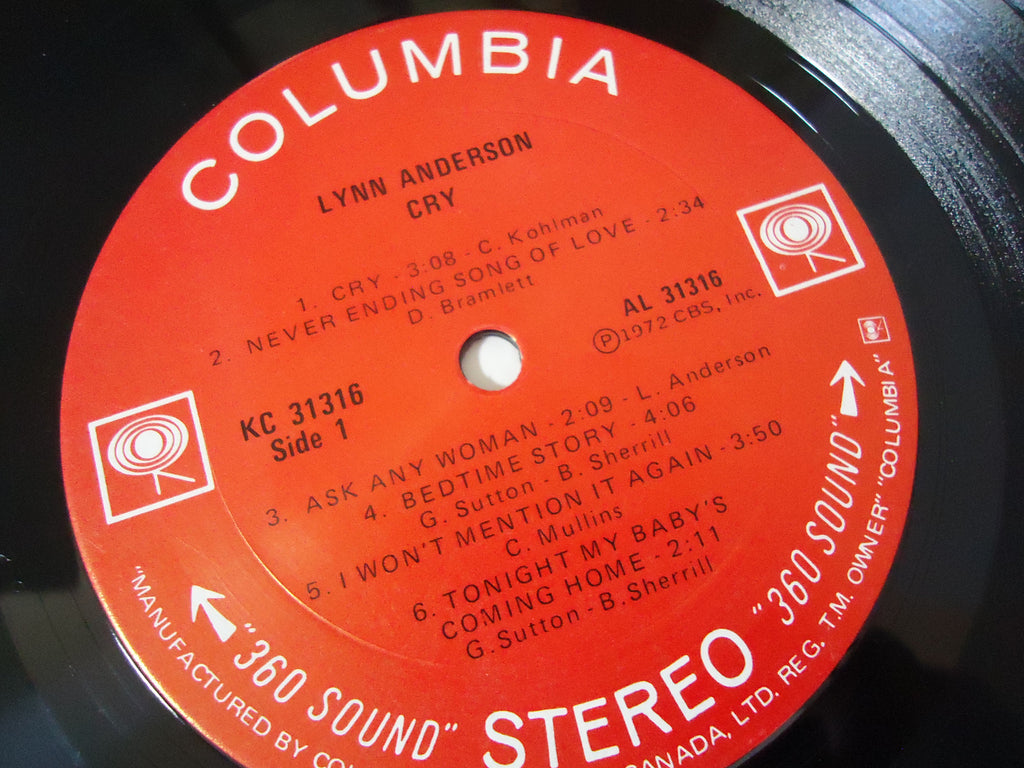 COLUMBIA
LYNN ANDERSON
CRY
1. CRY - 3:08 - C. Kohlman
2. NEVER ENDING SONG OF LOVE - 2:34
D. Bramlett
KC 31316
Side 1
AL 31316
Ⓟ1972 CBS, Inc.
3. ASK ANY WOMAN - 2:09 - L. Anderson
4. BEDTIME STORY - 4:06
G. Sutton - B. Sherrill
5. I WON'T MENTION IT AGAIN - 3:50
C. Mullins
6. TONIGHT MY BABY'S
COMING HOME - 2:11
G. Sutton - B. Sherrill
"360 SOUND" STEREO "360 SOUND"
"MANUFACTURED BY
CANADA, LTD. REG. T.M. OWNER" "COLUMBIA"